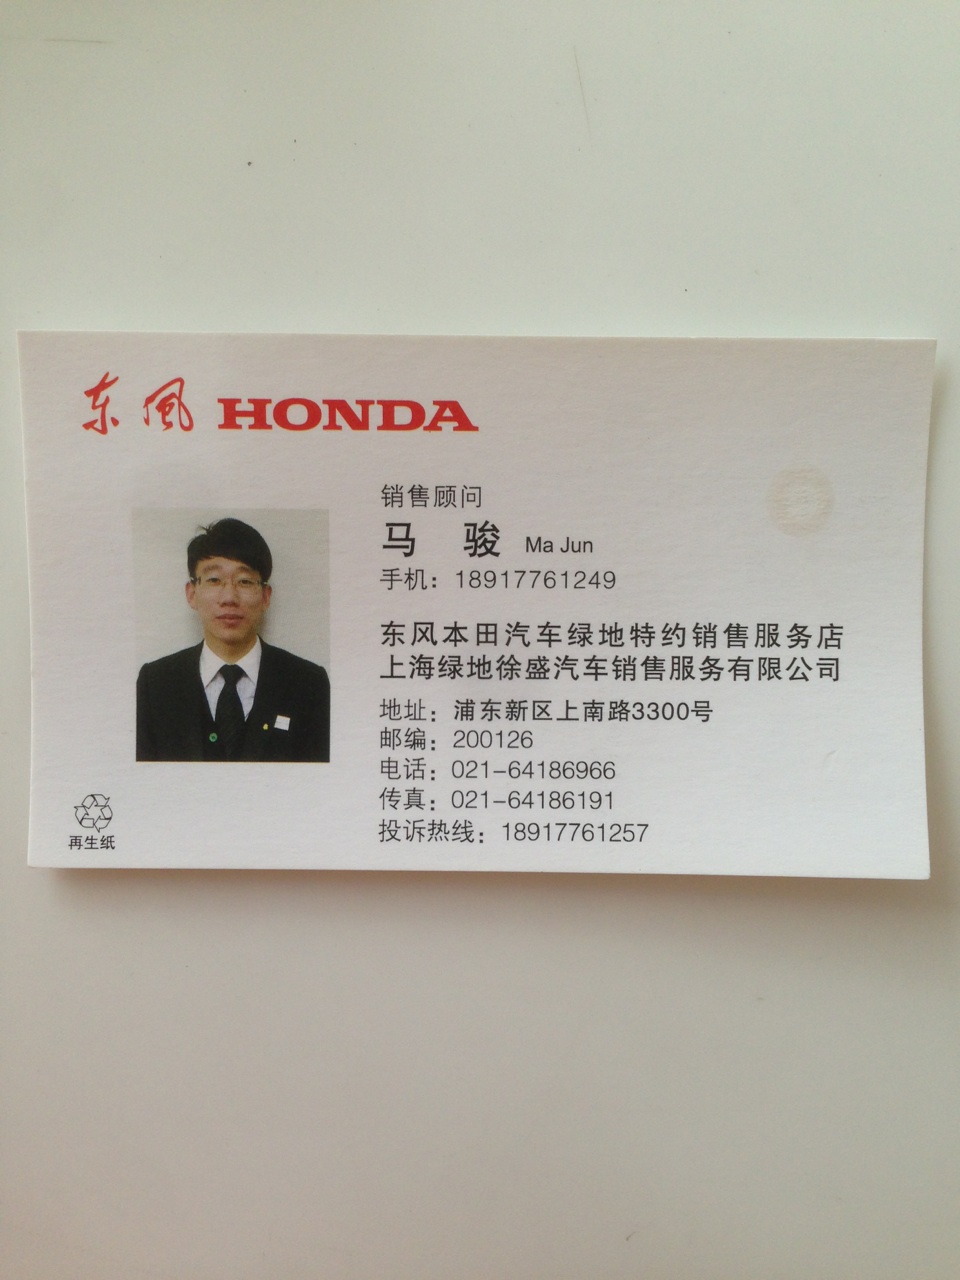 东风 HONDA
销售顾问
马 骏 Ma Jun
手机：18917761249
东风本田汽车绿地特约销售服务店
上海绿地徐盛汽车销售服务有限公司
地址：浦东新区上南路3300号
邮编：200126
电话：021-64186966
传真：021-64186191
投诉热线：18917761257
再生纸